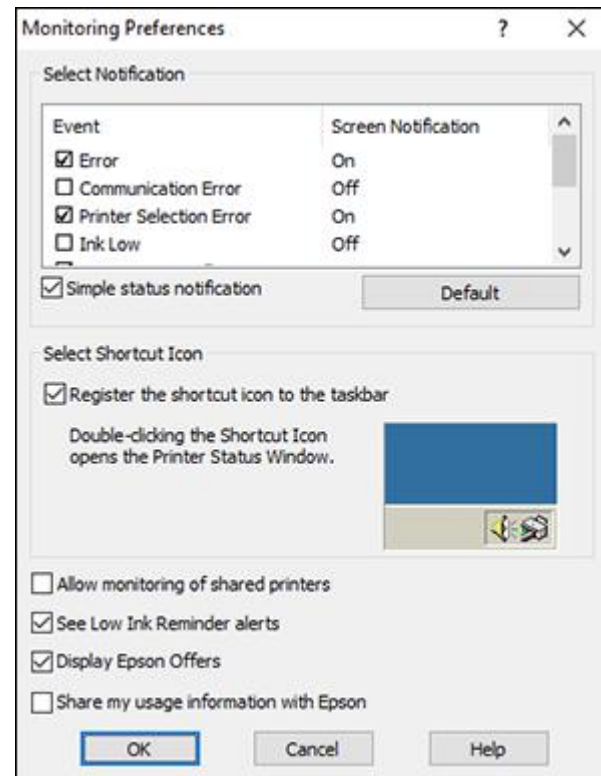 Monitoring Preferences ? ×
Select Notification
Event Screen Notification
Error On
Communication Error Off
Printer Selection Error On
Ink Low Off
Simple status notification Default
Select Shortcut Icon
Register the shortcut icon to the taskbar
Double-clicking the Shortcut Icon
opens the Printer Status Window.
Allow monitoring of shared printers
See Low Ink Reminder alerts
Display Epson Offers
Share my usage information with Epson
OK Cancel Help